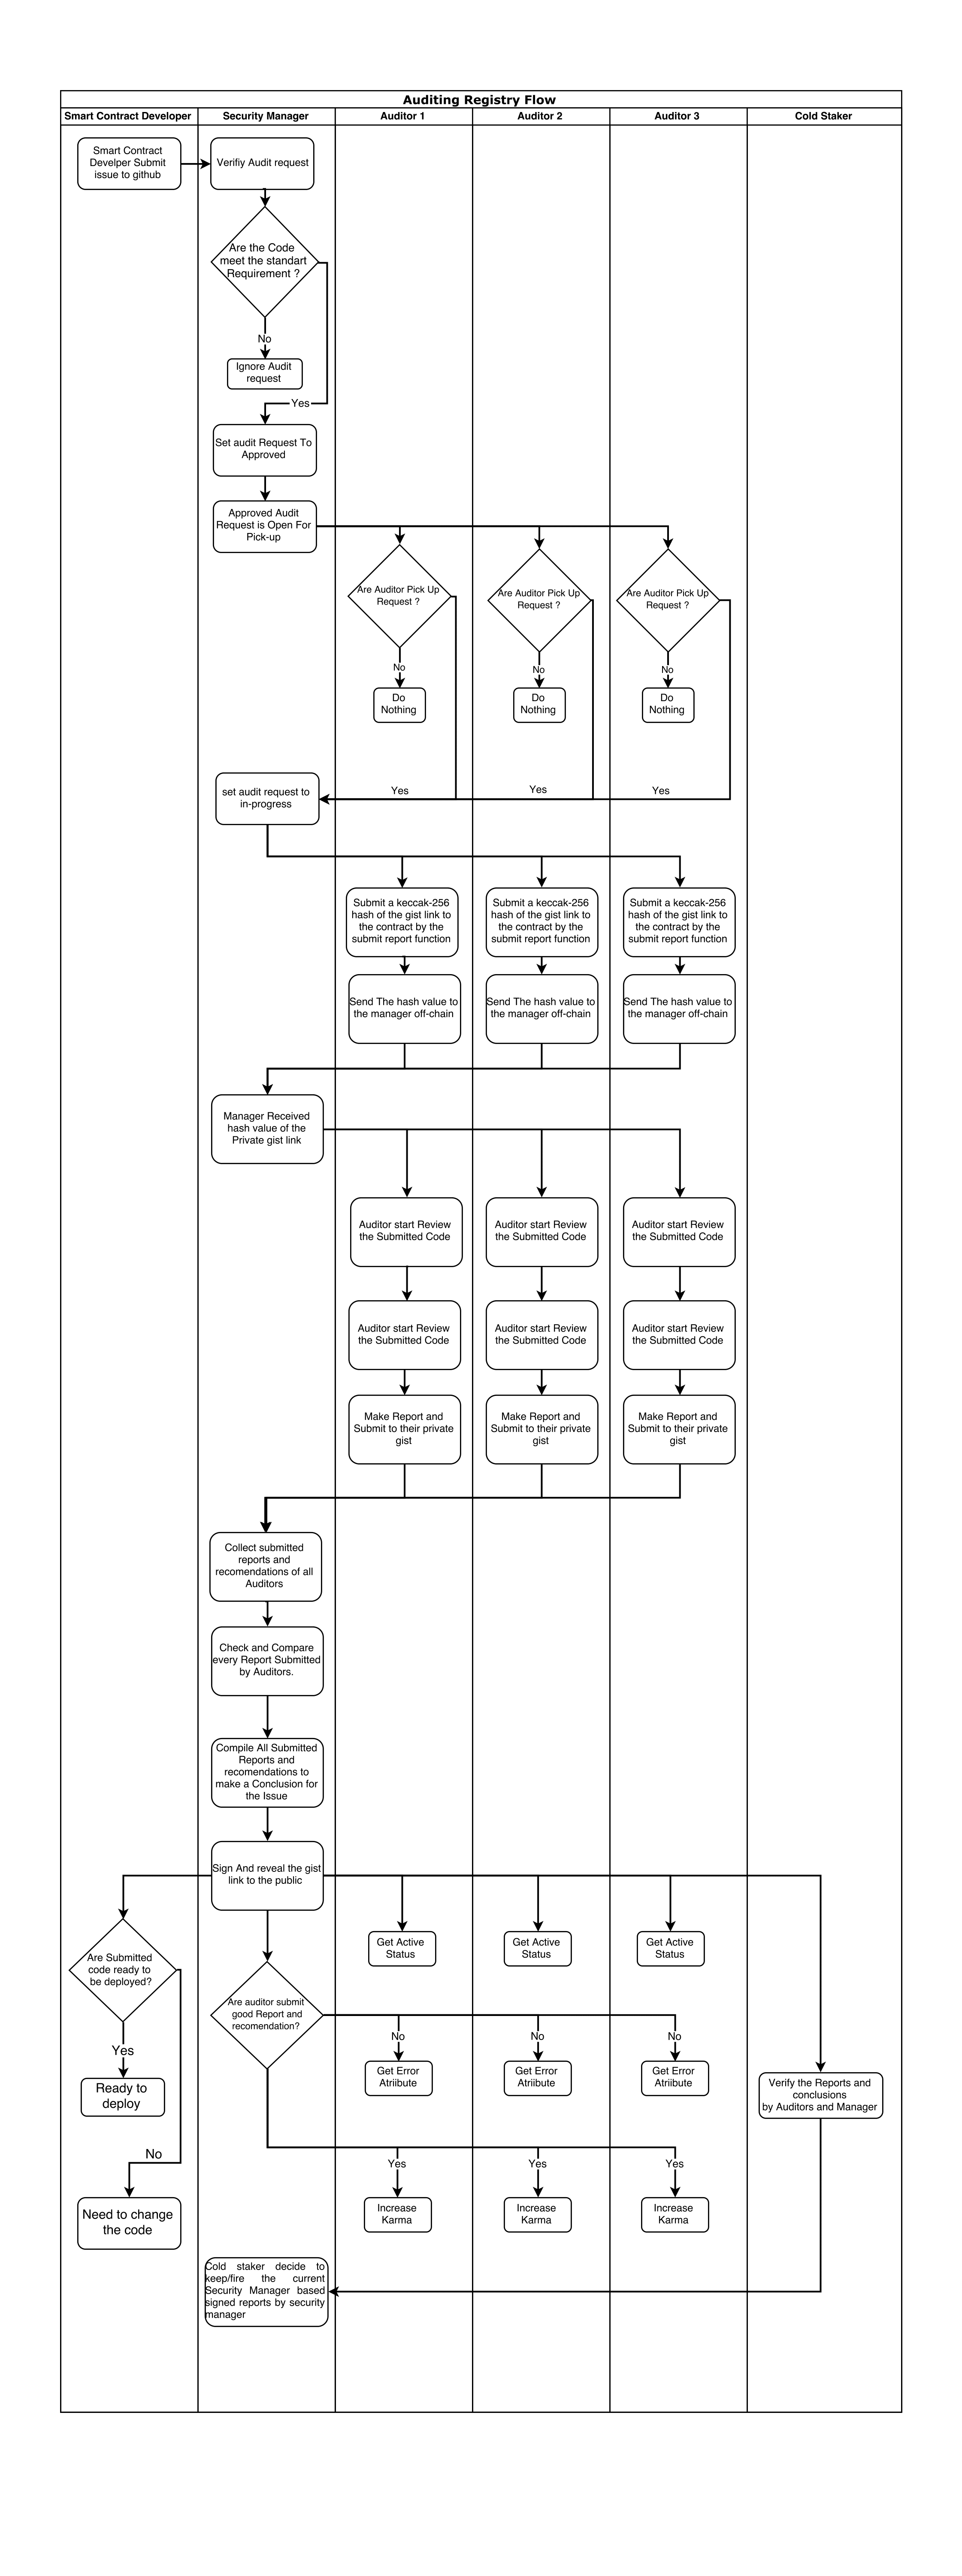 Auditing Registry Flow
Smart Contract Developer
Security Manager
Auditor 1
Auditor 2
Auditor 3
Cold Staker
Smart Contract
Develper Submit
issue to github
Verifiy Audit request
Are the Code
meet the standart
Requirement ?
No
Ignore Audit
request
Yes
Set audit Request To
Approved
Approved Audit
Request is Open For
Pick-up
Are Auditor Pick Up
Request ?
Are Auditor Pick Up
Request ?
Are Auditor Pick Up
Request ?
No
No
No
Do
Nothing
Do
Nothing
Do
Nothing
set audit request to
in-progress
Yes
Yes
Yes
Submit a keccak-256
hash of the gist link to
the contract by the
submit report function
Submit a keccak-256
hash of the gist link to
the contract by the
submit report function
Submit a keccak-256
hash of the gist link to
the contract by the
submit report function
Send The hash value to
the manager off-chain
Send The hash value to
the manager off-chain
Send The hash value to
the manager off-chain
Manager Received
hash value of the
Private gist link
Auditor start Review
the Submitted Code
Auditor start Review
the Submitted Code
Auditor start Review
the Submitted Code
Auditor start Review
the Submitted Code
Auditor start Review
the Submitted Code
Auditor start Review
the Submitted Code
Make Report and
Submit to their private
gist
Make Report and
Submit to their private
gist
Make Report and
Submit to their private
gist
Collect submitted
reports and
recomendations of all
Auditors
Check and Compare
every Report Submitted
by Auditors.
Compile All Submitted
Reports and
recomendations to
make a Conclusion for
the Issue
Sign And reveal the gist
link to the public
Get Active
Status
Get Active
Status
Get Active
Status
Are Submitted
code ready to
be deployed?
Are auditor submit
good Report and
recomendation?
No
No
No
Yes
Get Error
Atriibute
Get Error
Atriibute
Get Error
Atriibute
Verify the Reports and
conclusions
by Auditors and Manager
Ready to
deploy
No
Yes
Yes
Yes
Need to change
the code
Increase
Karma
Increase
Karma
Increase
Karma
Cold staker decide to
keep/fire the current
Security Manager based
signed reports by security
manager